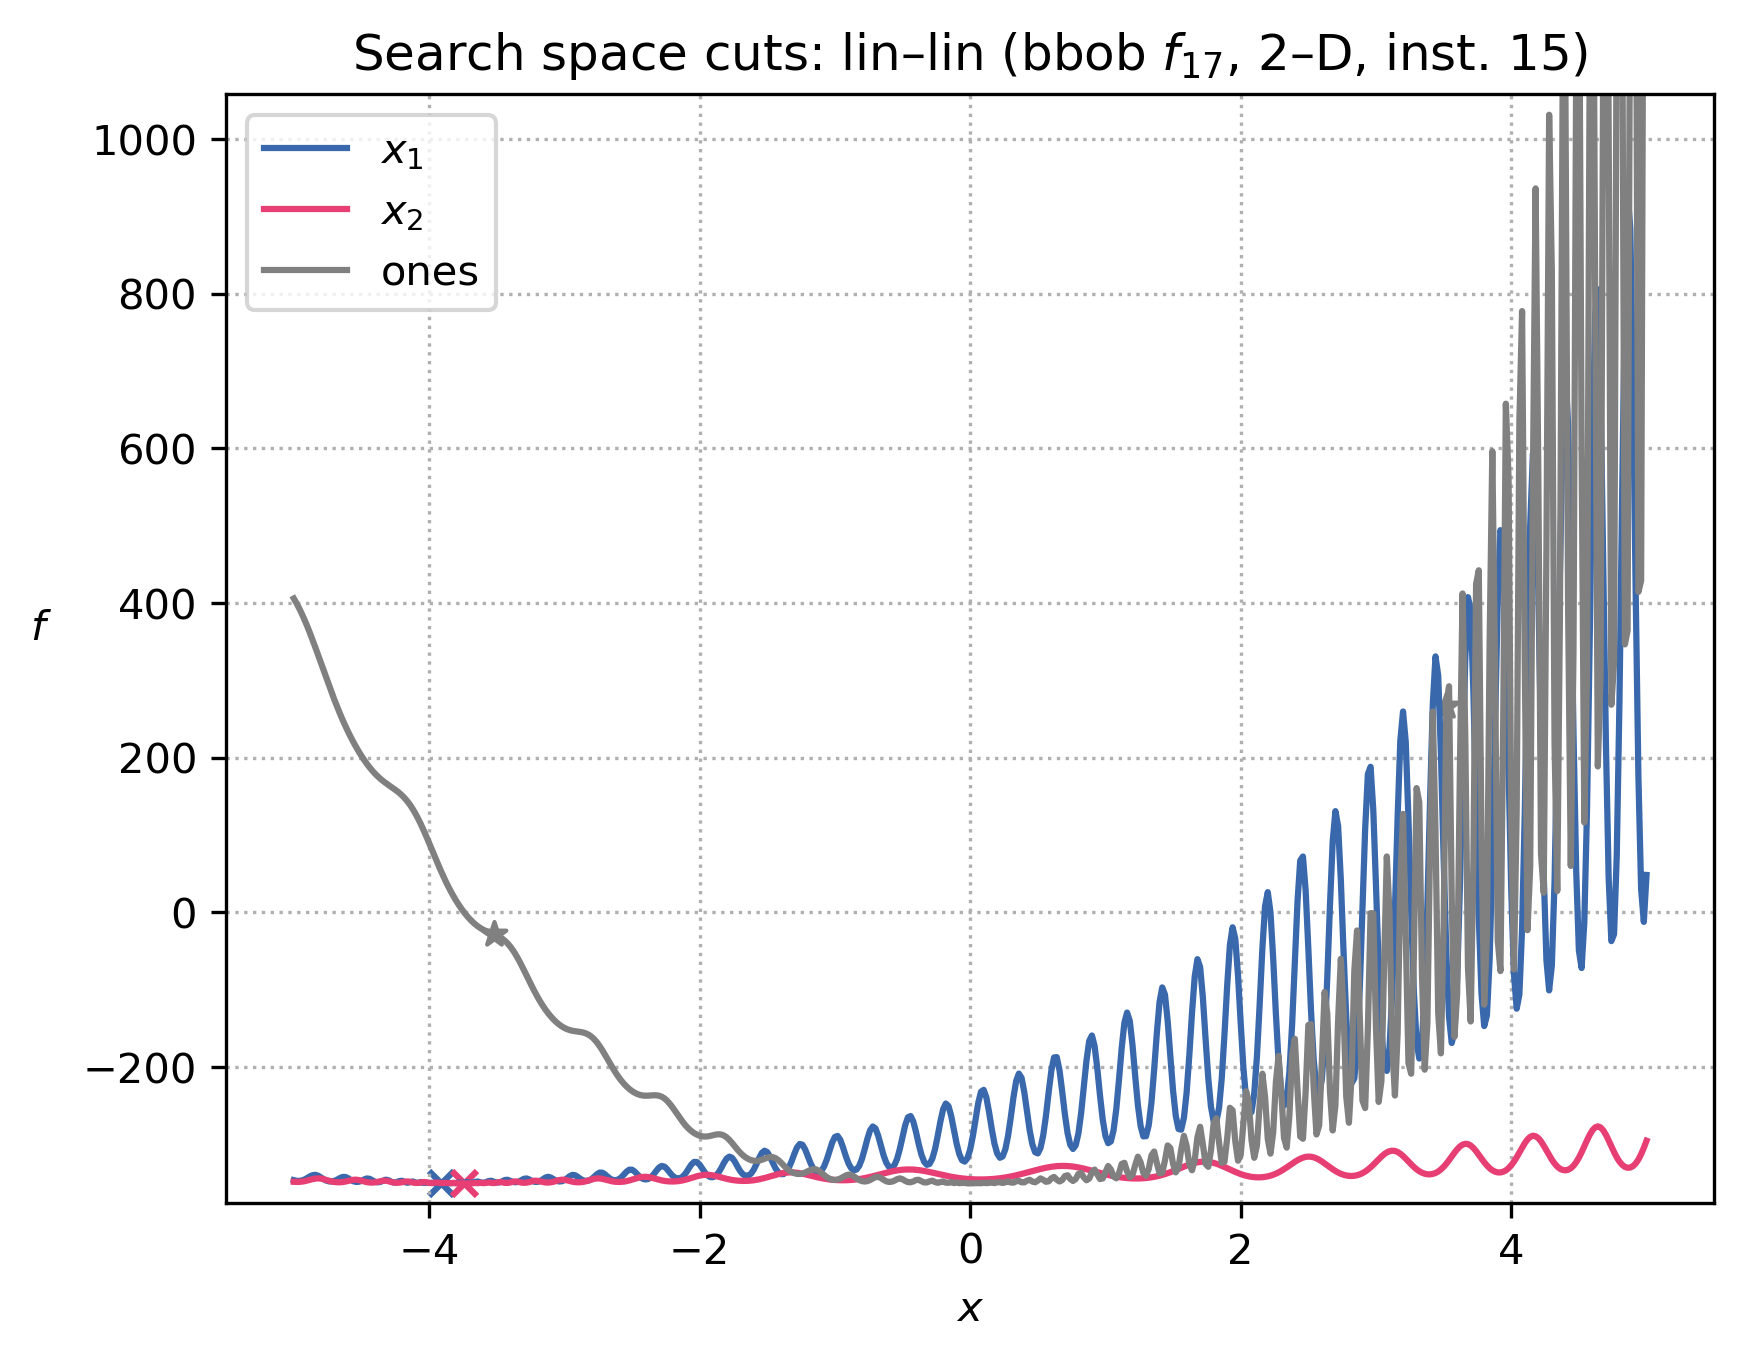 Search space cuts: lin–lin (bbob f₁₇, 2–D, inst. 15)
x₁
x₂
ones
1000
800
600
400
200
0
−200
f
−4 −2 0 2 4
x